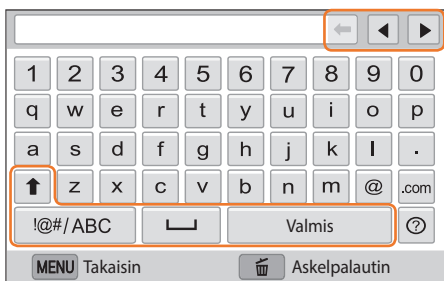 1 2 3 4 5 6 7 8 9 0
q w e r t y u i o p
a s d f g h j k l .
z x c v b n m @ .com
!@#/ABC Valmis ?
MENU Takaisin Askelpalautin